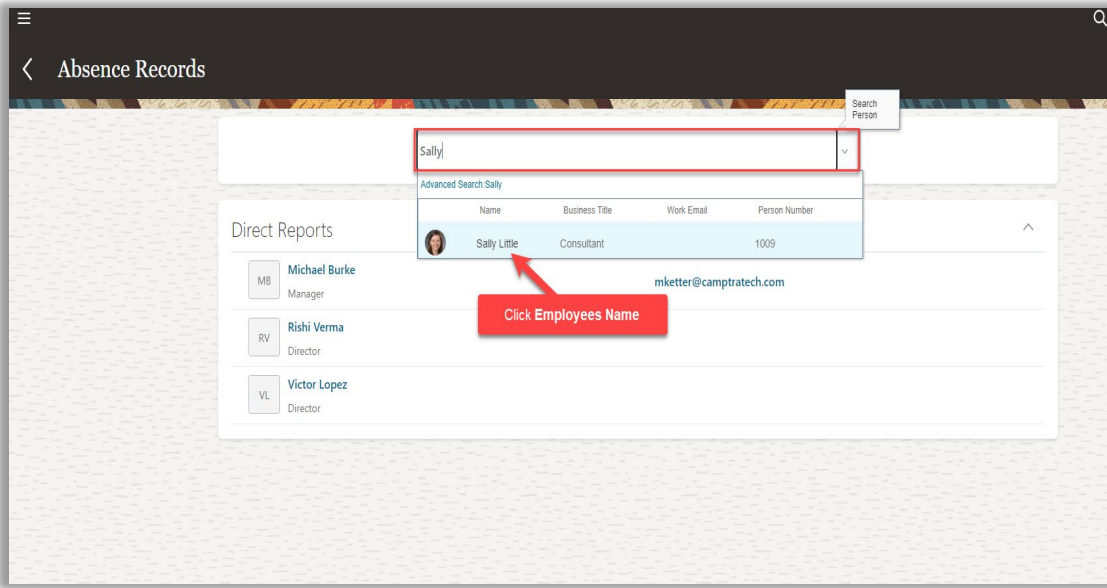 Absence Records
Search
Person
Sally
Advanced Search:Sally
Name Business Title Work Email Person Number
Sally Little Consultant 1009
Direct Reports
MB
Michael Burke
Manager
mketter@camptratech.com
Click Employees Name
RV
Rishi Verma
Director
VL
Victor Lopez
Director